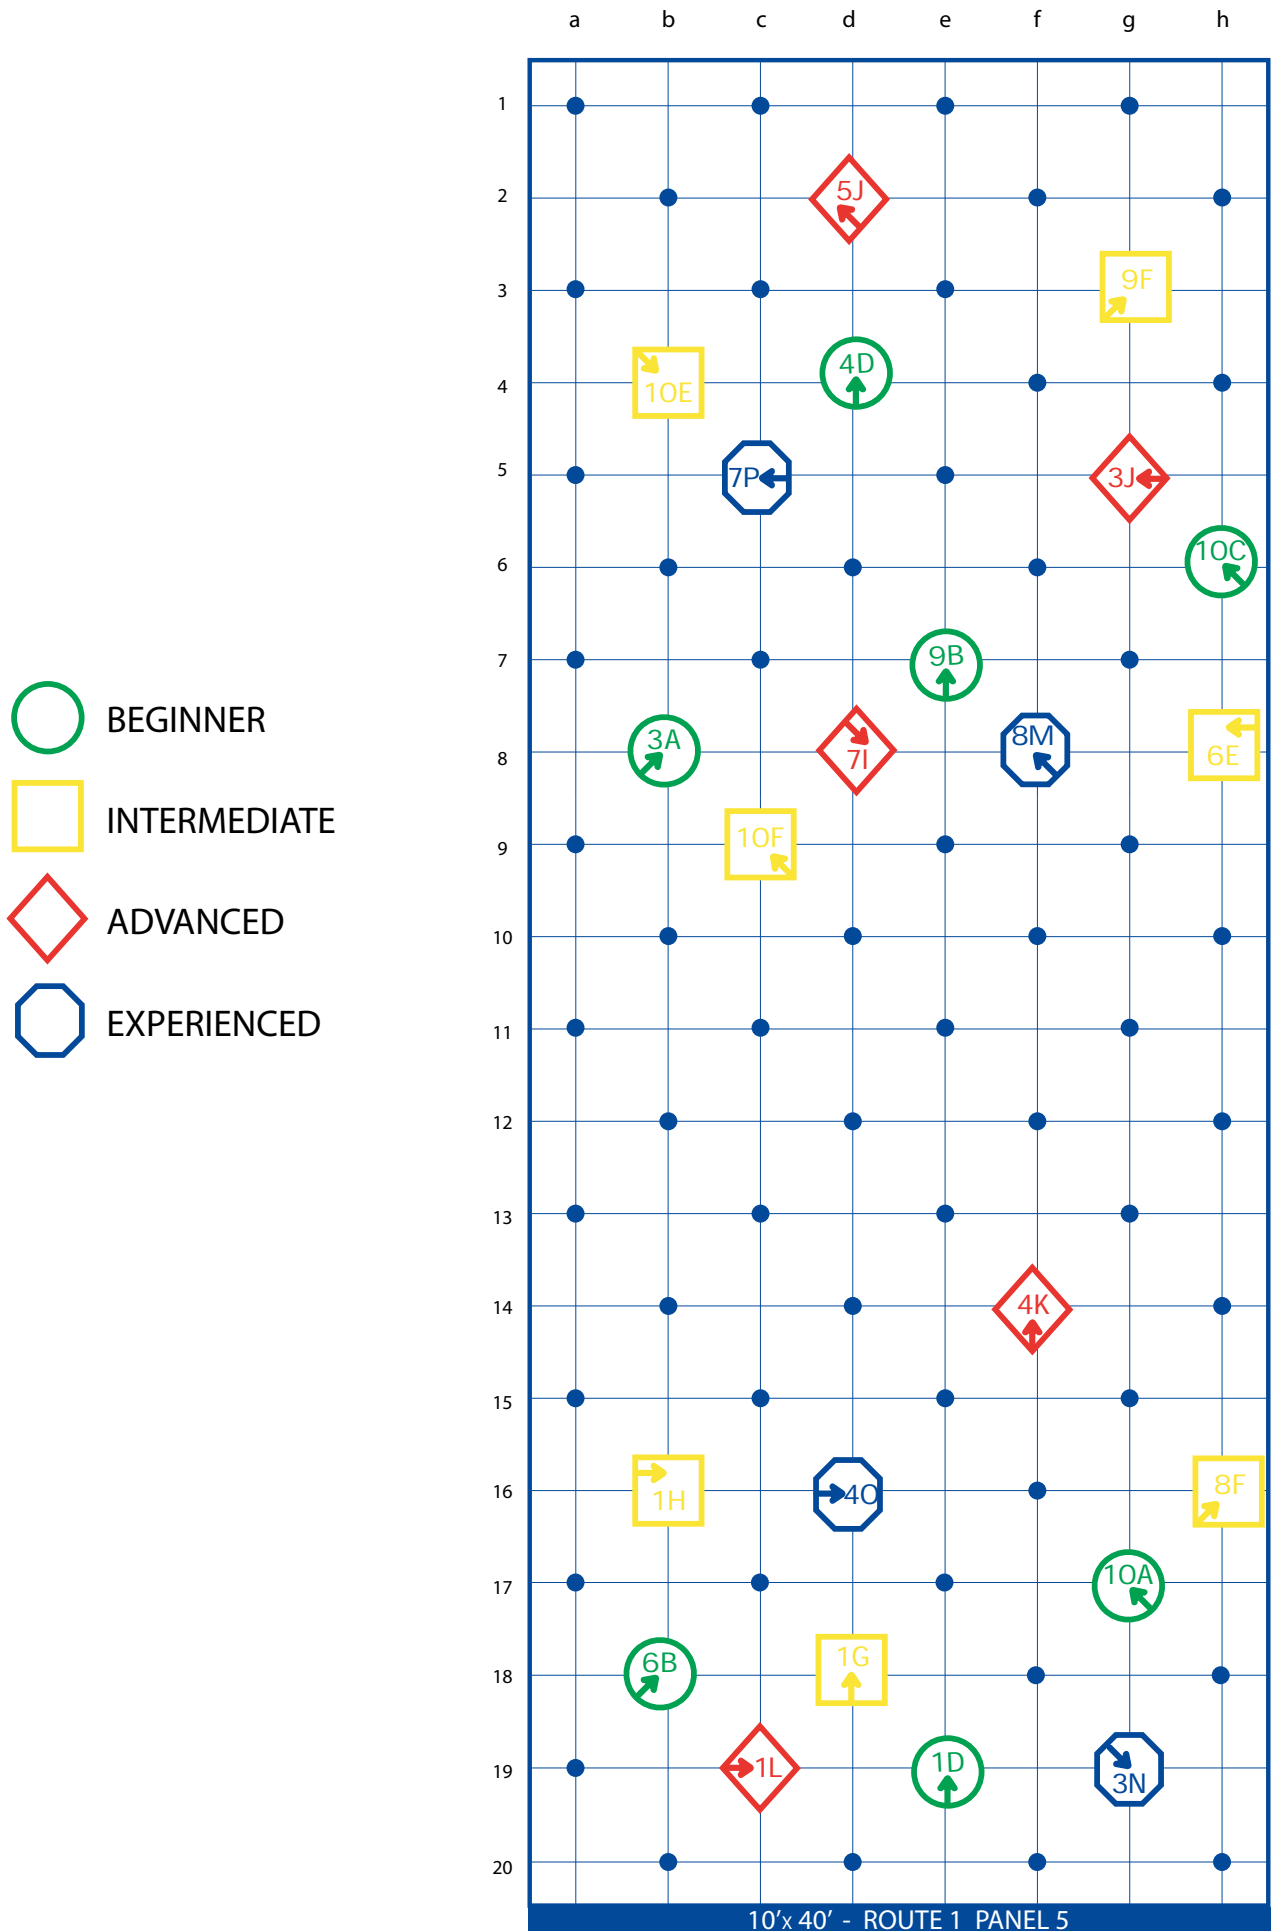 a b c d e f g h
1
5J
2
9F
3
4D
10E
4
7P 3J
5
10C
6
9B
7
3A 7I 8M 6E
8
10F
9
10
11
12
13
4K
14
15
1H 4O 8F
16
10A
17
6B 1G
18
1L 1D 3N
19
20
BEGINNER
INTERMEDIATE
ADVANCED
EXPERIENCED
10’x 40’ - ROUTE 1 PANEL 5